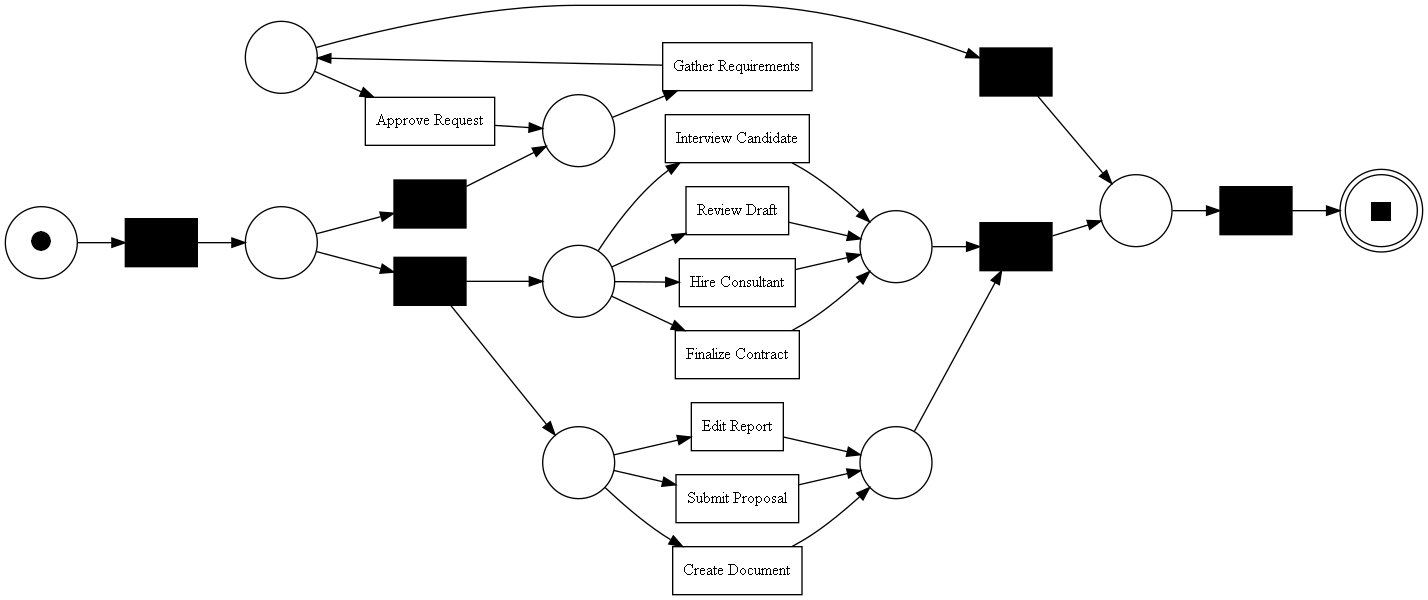 Gather Requirements
Approve Request
Interview Candidate
Review Draft
Hire Consultant
Finalize Contract
Edit Report
Submit Proposal
Create Document